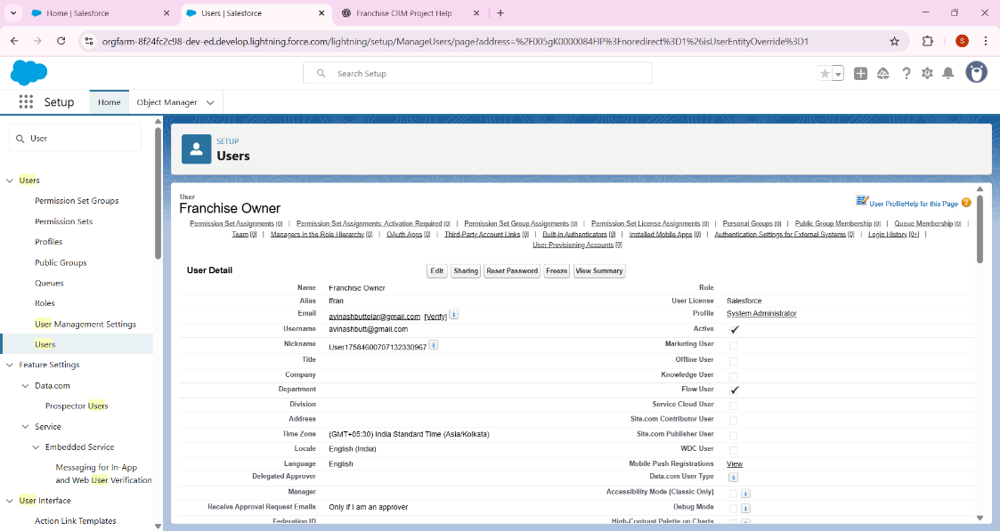 Home | Salesforce
Users | Salesforce
Franchise CRM Project Help
orgfarm-8f24fc2c98-dev-ed.develop.lightning.force.com/lightning/setup/ManageUsers/page?address=%2F005gK0000084FIP%3Fnoredirect%3D1%26isUserEntityOverride%3D1
S
Search Setup
Setup
Home
Object Manager
User
Users
Permission Set Groups
Permission Sets
Profiles
Public Groups
Queues
Roles
User Management Settings
Users
Feature Settings
Data.com
Prospector Users
Service
Embedded Service
Messaging for In-App
and Web User Verification
User Interface
Action Link Templates
SETUP
Users
User
Franchise Owner
User Profile Help for this Page
Permission Set Assignments [0] | Permission Set Assignments: Activation Required [0] | Permission Set Group Assignments [0] | Permission Set License Assignments [0] | Personal Groups [0] | Public Group Membership [0] | Queue Membership [0] |
Team [0] | Managers in the Role Hierarchy [0] | OAuth Apps [0] | Third-Party Account Links [0] | Built-in Authenticators [0] | Installed Mobile Apps [0] | Authentication Settings for External Systems [0] | Login History [0+] |
User Provisioning Accounts [0]
User Detail
Edit Sharing Reset Password Freeze View Summary
Name Franchise Owner Role
Alias ffran User License Salesforce
Email avinashbuttelar@gmail.com [Verify] i Profile System Administrator
Username avinashbutt@gmail.com Active
Nickname User17584600707132330967 i Marketing User
Title Offline User
Company Knowledge User
Department Flow User
Division Service Cloud User
Address Site.com Contributor User
Time Zone (GMT+05:30) India Standard Time (Asia/Kolkata) Site.com Publisher User
Locale English (India) WDC User
Language English Mobile Push Registrations View
Delegated Approver Data.com User Type i
Manager Accessibility Mode (Classic Only) i
Receive Approval Request Emails Only if I am an approver Debug Mode i
Federation ID High-Contrast Palette on Charts